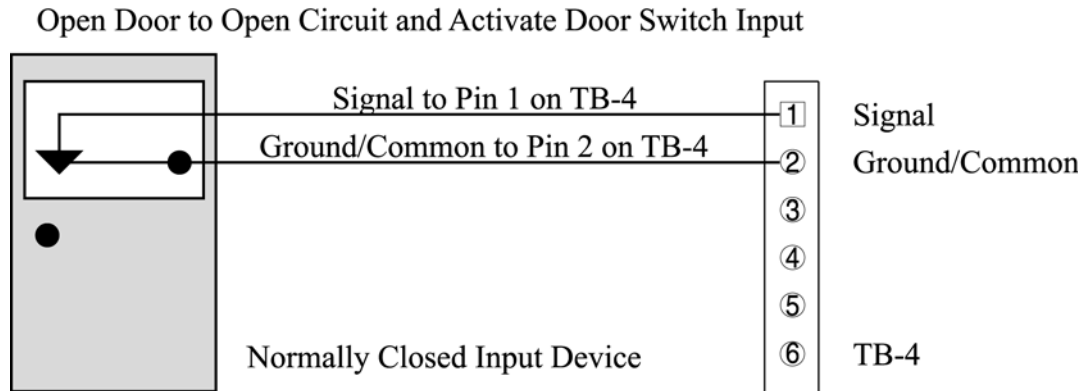 Open Door to Open Circuit and Activate Door Switch Input
Signal to Pin 1 on TB-4
1 Signal
Ground/Common to Pin 2 on TB-4
② Ground/Common
③
④
⑤
Normally Closed Input Device
⑥ TB-4